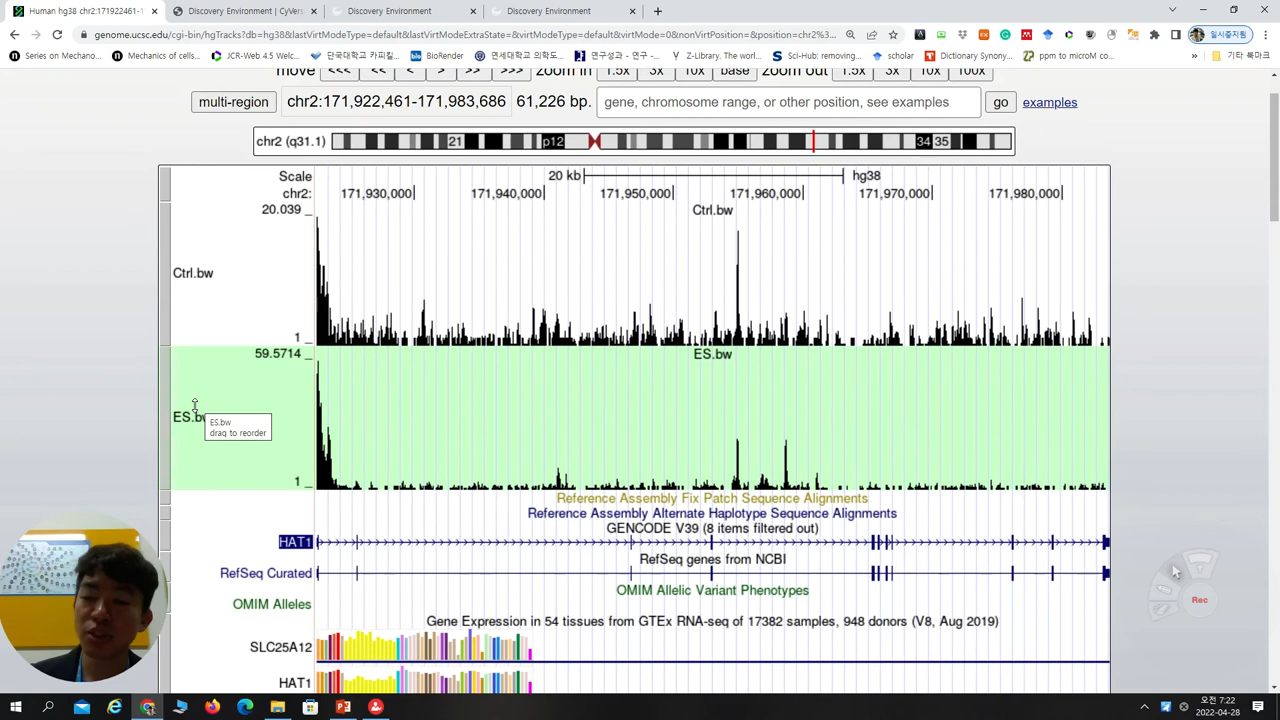 Human hg38 chr2:171922461-1
Discovery Environment (CyVers
Discovery Environment
Discovery Environment
genome.ucsc.edu/cgi-bin/hgTracks?db=hg38&lastVirtModeType=default&lastVirtModeExtraState=&virtModeType=default&virtMode=0&nonVirtPosition=&position=chr2%3...
일시중지됨
Series on Mechano...
Mechanics of cells...
JCR-Web 4.5 Welc...
단국대학교 카피킬...
BioRender
연세대학교 의학도...
연구성과 - 연구 -...
Z-Library. The worl...
Sci-Hub: removing...
scholar
Dictionary Synony...
ppm to microM co...
»
기타 북마크
move <<< << < > >> >>> zoom in 1.5x 3x 10x base zoom out 1.5x 3x 10x 100x
multi-region chr2:171,922,461-171,983,686 61,226 bp. gene, chromosome range, or other position, see examples go examples
chr2 (q31.1) 21 p12 34 35
Scale 20 kb hg38
chr2: 171,930,000 171,940,000 171,950,000 171,960,000 171,970,000 171,980,000
20.039 _ Ctrl.bw
Ctrl.bw
1 _
59.5714 _ ES.bw
ES.bw
ES.bw
drag to reorder
1 _
Reference Assembly Fix Patch Sequence Alignments
Reference Assembly Alternate Haplotype Sequence Alignments
GENCODE V39 (8 items filtered out)
HAT1
RefSeq genes from NCBI
RefSeq Curated
OMIM Allelic Variant Phenotypes
OMIM Alleles
Gene Expression in 54 tissues from GTEx RNA-seq of 17382 samples, 948 donors (V8, Aug 2019)
SLC25A12
HAT1
Rec
오전 7:22
2022-04-28